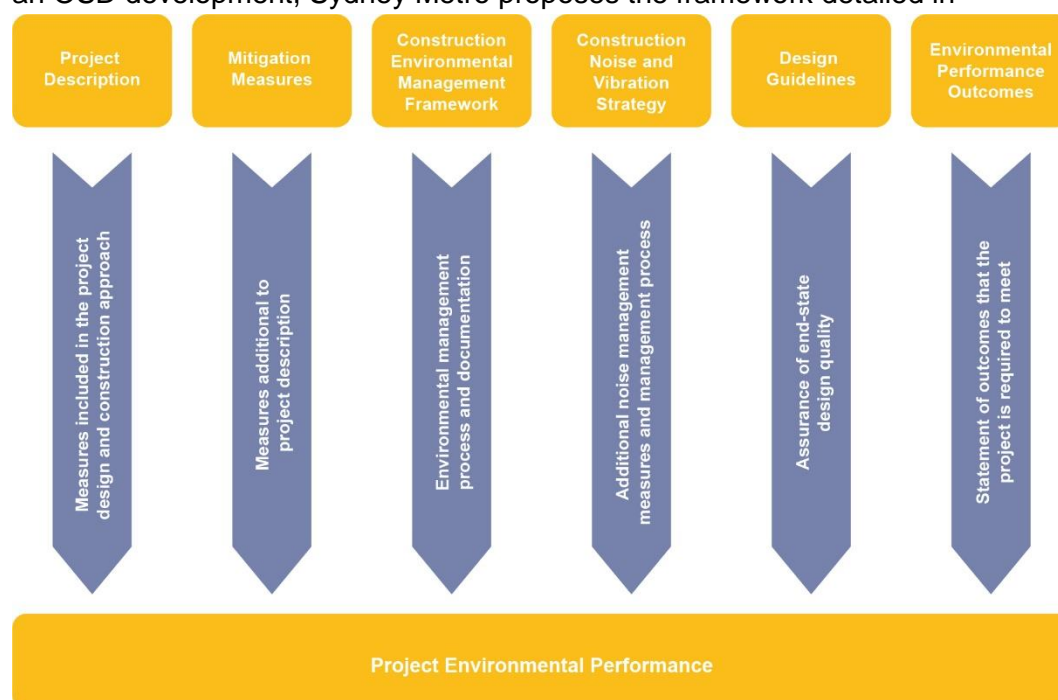 an OSD development, Sydney Metro proposes the framework detailed in
Project
Description
Mitigation
Measures
Construction
Environmental
Management
Framework
Construction
Noise and
Vibration
Strategy
Design
Guidelines
Environmental
Performance
Outcomes
Measures included in the project
design and construction approach
Measures additional to
project description
Environmental management
process and documentation
Additional noise management
measures and management process
Assurance of end-state
design quality
Statement of outcomes that the
project is required to meet
Project Environmental Performance